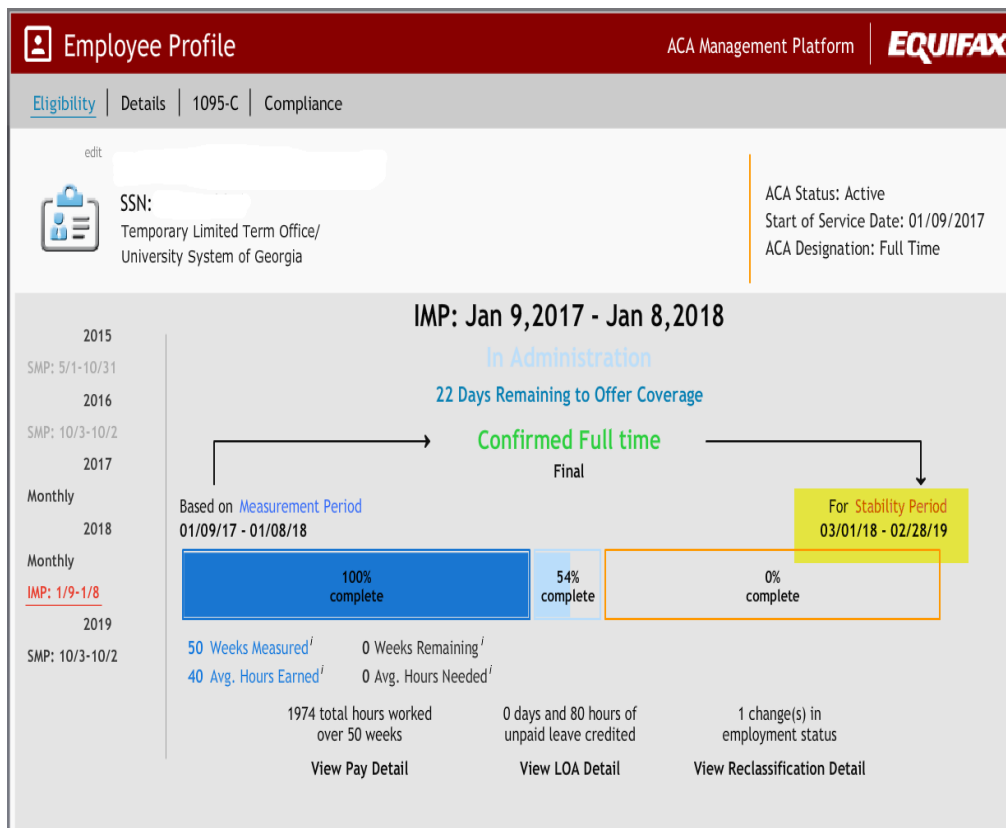 Employee Profile
ACA Management Platform
EQUIFAX
Eligibility | Details | 1095-C | Compliance
edit
SSN:
Temporary Limited Term Office/
University System of Georgia
ACA Status: Active
Start of Service Date: 01/09/2017
ACA Designation: Full Time
2015
SMP: 5/1-10/31
2016
SMP: 10/3-10/2
2017
Monthly
2018
Monthly
IMP: 1/9-1/8
2019
SMP: 10/3-10/2
IMP: Jan 9,2017 - Jan 8,2018
In Administration
22 Days Remaining to Offer Coverage
Confirmed Full time
Final
Based on Measurement Period
01/09/17 - 01/08/18
For Stability Period
03/01/18 - 02/28/19
100%
complete
54%
complete
0%
complete
50 Weeks Measured i
0 Weeks Remaining i
40 Avg. Hours Earned i
0 Avg. Hours Needed i
1974 total hours worked
over 50 weeks
View Pay Detail
0 days and 80 hours of
unpaid leave credited
View LOA Detail
1 change(s) in
employment status
View Reclassification Detail